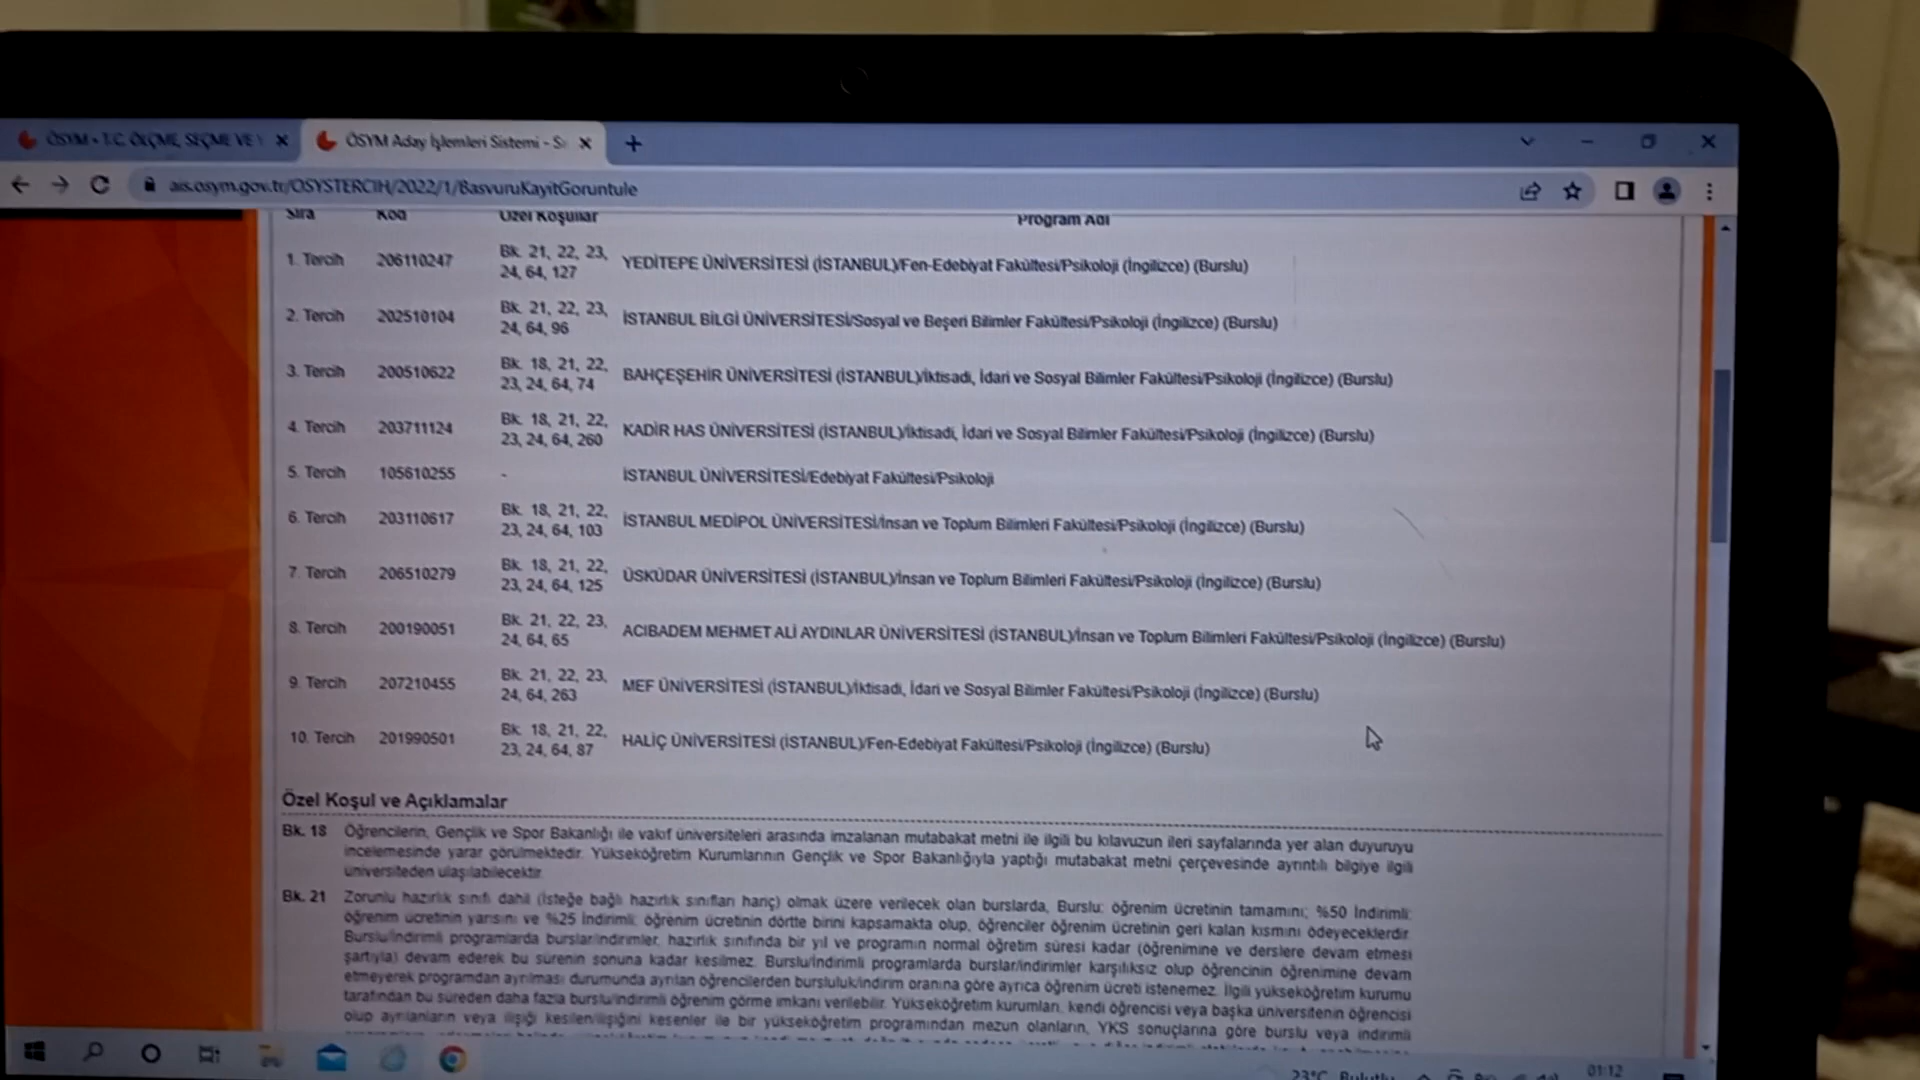 ÖSYM - T.C. ÖLÇME, SEÇME VE Y
ÖSYM Aday İşlemleri Sistemi - S
ais.osym.gov.tr/OSYSTERCIH/2022/1/BasvuruKayitGoruntule
Sıra Kod Özel Koşullar Program Adı
1. Tercih 206110247 Bk. 21, 22, 23, 24, 64, 127 YEDİTEPE ÜNİVERSİTESİ (İSTANBUL)/Fen-Edebiyat Fakültesi/Psikoloji (İngilizce) (Burslu)
2. Tercih 202510104 Bk. 21, 22, 23, 24, 64, 96 İSTANBUL BİLGİ ÜNİVERSİTESİ/Sosyal ve Beşeri Bilimler Fakültesi/Psikoloji (İngilizce) (Burslu)
3. Tercih 200510622 Bk. 18, 21, 22, 23, 24, 64, 74 BAHÇEŞEHİR ÜNİVERSİTESİ (İSTANBUL)/İktisadi, İdari ve Sosyal Bilimler Fakültesi/Psikoloji (İngilizce) (Burslu)
4. Tercih 203711124 Bk. 18, 21, 22, 23, 24, 64, 260 KADİR HAS ÜNİVERSİTESİ (İSTANBUL)/İktisadi, İdari ve Sosyal Bilimler Fakültesi/Psikoloji (İngilizce) (Burslu)
5. Tercih 105610255 - İSTANBUL ÜNİVERSİTESİ/Edebiyat Fakültesi/Psikoloji
6. Tercih 203110617 Bk. 18, 21, 22, 23, 24, 64, 103 İSTANBUL MEDİPOL ÜNİVERSİTESİ/İnsan ve Toplum Bilimleri Fakültesi/Psikoloji (İngilizce) (Burslu)
7. Tercih 206510279 Bk. 18, 21, 22, 23, 24, 64, 125 ÜSKÜDAR ÜNİVERSİTESİ (İSTANBUL)/İnsan ve Toplum Bilimleri Fakültesi/Psikoloji (İngilizce) (Burslu)
8. Tercih 200190051 Bk. 21, 22, 23, 24, 64, 65 ACIBADEM MEHMET ALİ AYDINLAR ÜNİVERSİTESİ (İSTANBUL)/İnsan ve Toplum Bilimleri Fakültesi/Psikoloji (İngilizce) (Burslu)
9. Tercih 207210455 Bk. 21, 22, 23, 24, 64, 263 MEF ÜNİVERSİTESİ (İSTANBUL)/İktisadi, İdari ve Sosyal Bilimler Fakültesi/Psikoloji (İngilizce) (Burslu)
10. Tercih 201990501 Bk. 18, 21, 22, 23, 24, 64, 87 HALİÇ ÜNİVERSİTESİ (İSTANBUL)/Fen-Edebiyat Fakültesi/Psikoloji (İngilizce) (Burslu)
Özel Koşul ve Açıklamalar
Bk. 18 Öğrencilerin, Gençlik ve Spor Bakanlığı ile vakıf üniversiteleri arasında imzalanan mutabakat metni ile ilgili bu kılavuzun ileri sayfalarında yer alan duyuruyu
incelemesinde yarar görülmektedir. Yükseköğretim Kurumlarının Gençlik ve Spor Bakanlığıyla yaptığı mutabakat metni çerçevesinde ayrıntılı bilgiye ilgili
üniversiteden ulaşılabilecektir.
Bk. 21 Zorunlu hazırlık sınıfı dahil (isteğe bağlı hazırlık sınıfları hariç) olmak üzere verilecek olan burslarda, Burslu: öğrenim ücretinin tamamını; %50 İndirimli:
öğrenim ücretinin yarısını ve %25 İndirimli: öğrenim ücretinin dörtte birini kapsamakta olup, öğrenciler öğrenim ücretinin geri kalan kısmını ödeyeceklerdir.
Burslu/İndirimli programlarda burslar/indirimler, hazırlık sınıfında bir yıl ve programın normal öğretim süresi kadar (öğrenimine ve derslere devam etmesi
şartıyla) devam ederek bu sürenin sonuna kadar kesilmez. Burslu/İndirimli programlarda burslar/indirimler karşılıksız olup öğrencinin öğrenimine devam
etmeyerek programdan ayrılması durumunda ayrılan öğrencilerden bursluluk/indirim oranına göre ayrıca öğrenim ücreti istenemez. İlgili yükseköğretim kurumu
tarafından bu süreden daha fazla burslu/indirimli öğrenim görme imkanı verilebilir. Yükseköğretim kurumları, kendi öğrencisi veya başka üniversitenin öğrencisi
olup ayrılanların veya ilişiği kesilen/ilişiğini kesenler ile bir yükseköğretim programından mezun olanların, YKS sonuçlarına göre burslu veya indirimli
23°C Bulutlu 01:12